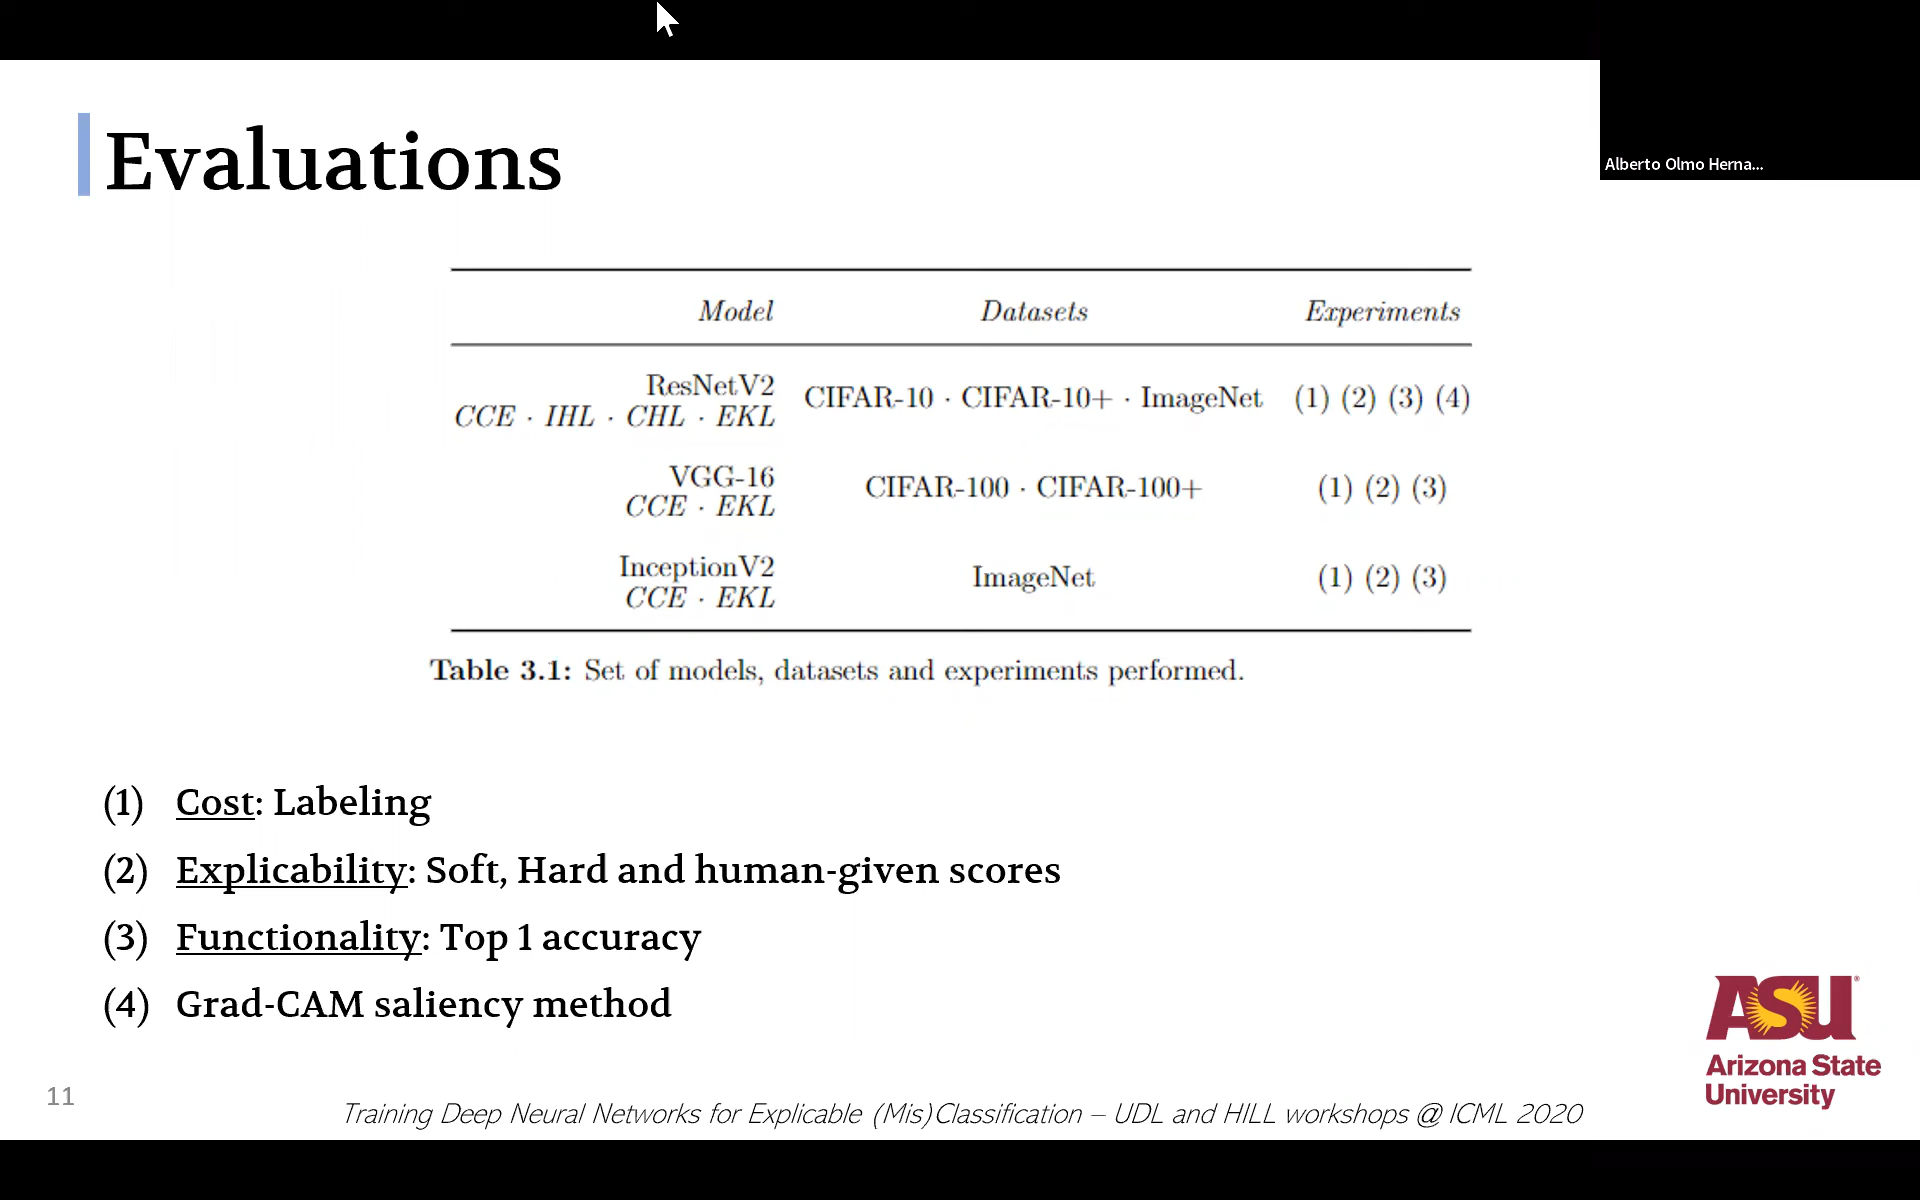 Alberto Olmo Herna...
Evaluations
Model Datasets Experiments
ResNetV2
CCE · IHL · CHL · EKL CIFAR-10 · CIFAR-10+ · ImageNet (1) (2) (3) (4)
VGG-16
CCE · EKL CIFAR-100 · CIFAR-100+ (1) (2) (3)
InceptionV2
CCE · EKL ImageNet (1) (2) (3)
Table 3.1: Set of models, datasets and experiments performed.
(1) Cost: Labeling
(2) Explicability: Soft, Hard and human-given scores
(3) Functionality: Top 1 accuracy
(4) Grad-CAM saliency method
ASU
Arizona State
University
11
Training Deep Neural Networks for Explicable (Mis)Classification – UDL and HILL workshops @ ICML 2020